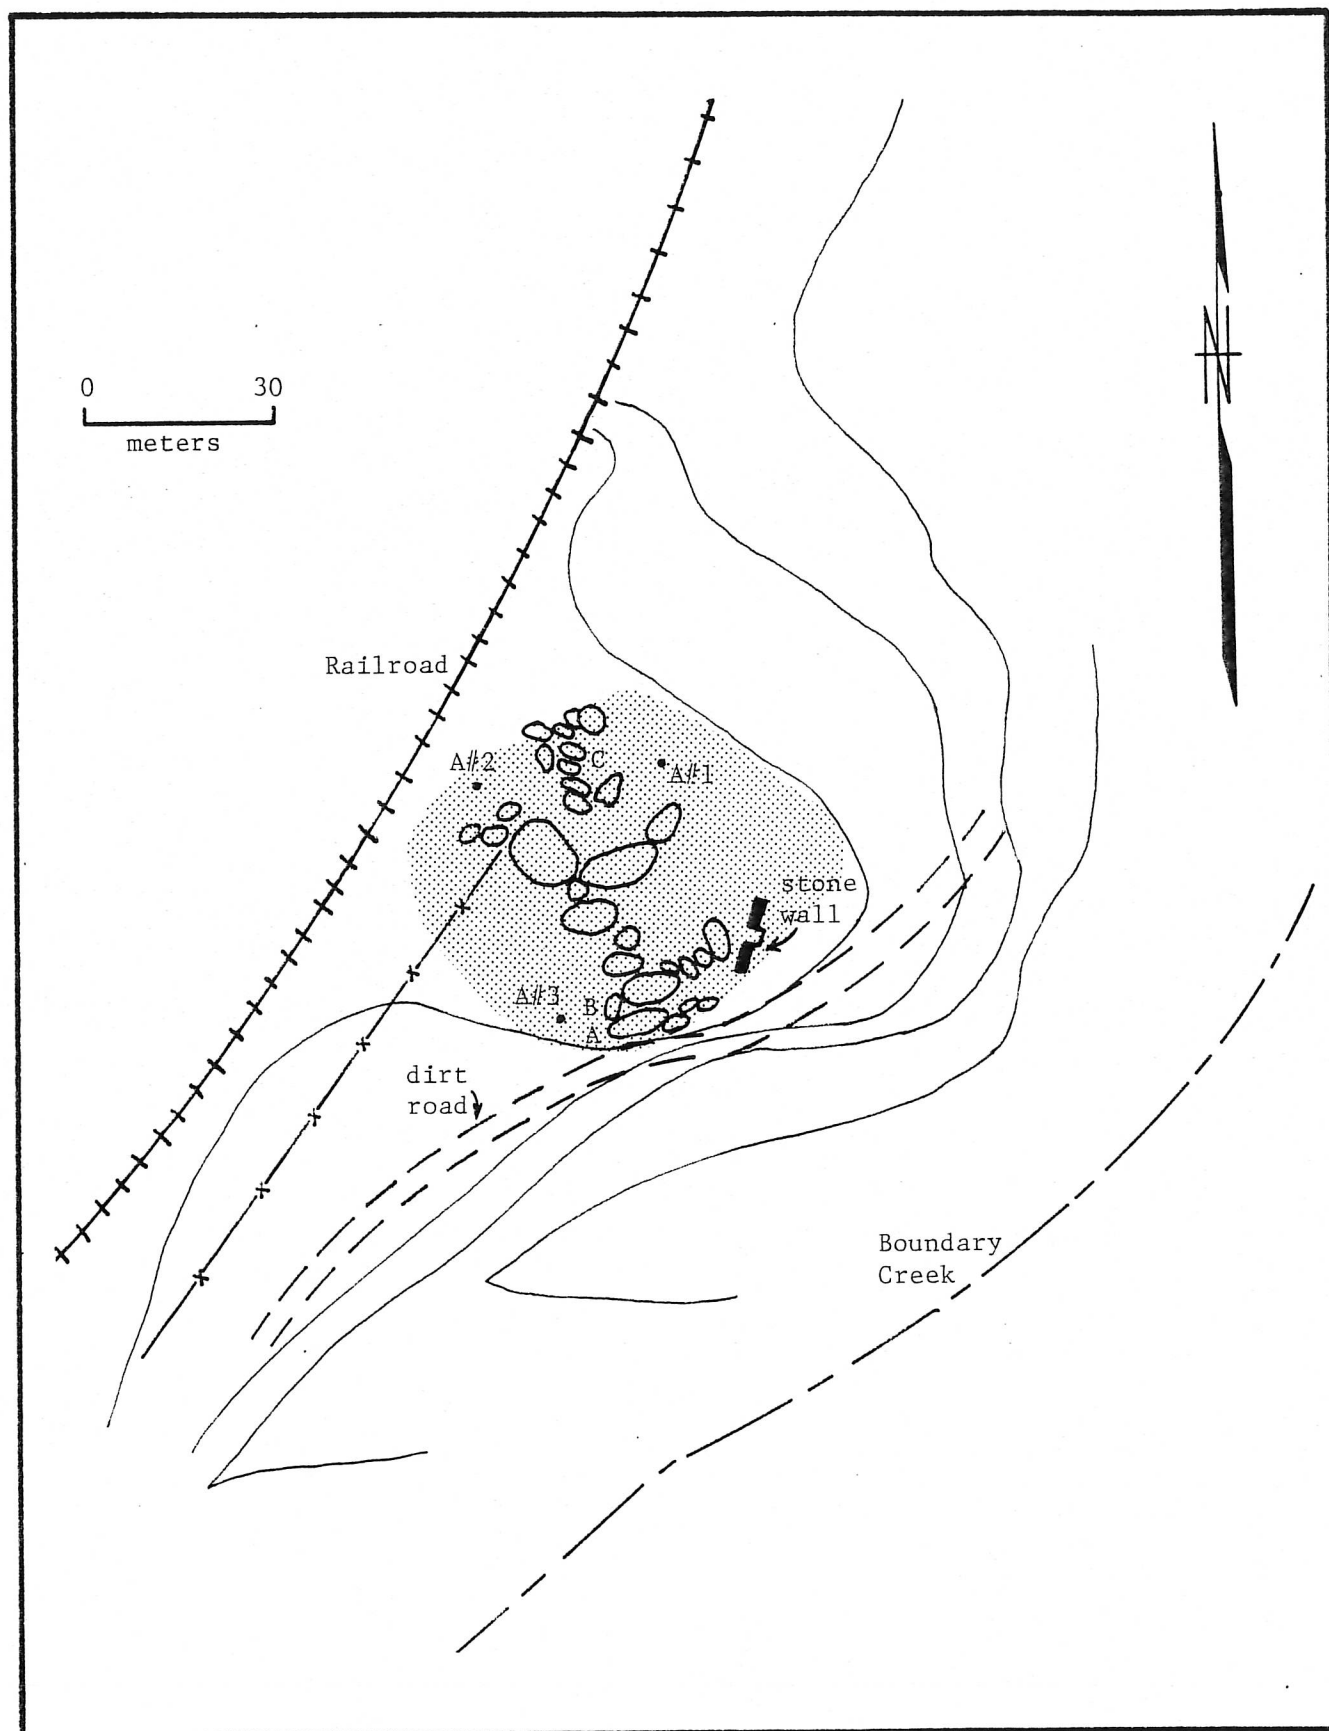 0 30
meters
N
Railroad
A#2
C
A#1
stone
wall
A#3
B
A
dirt
road
Boundary
Creek